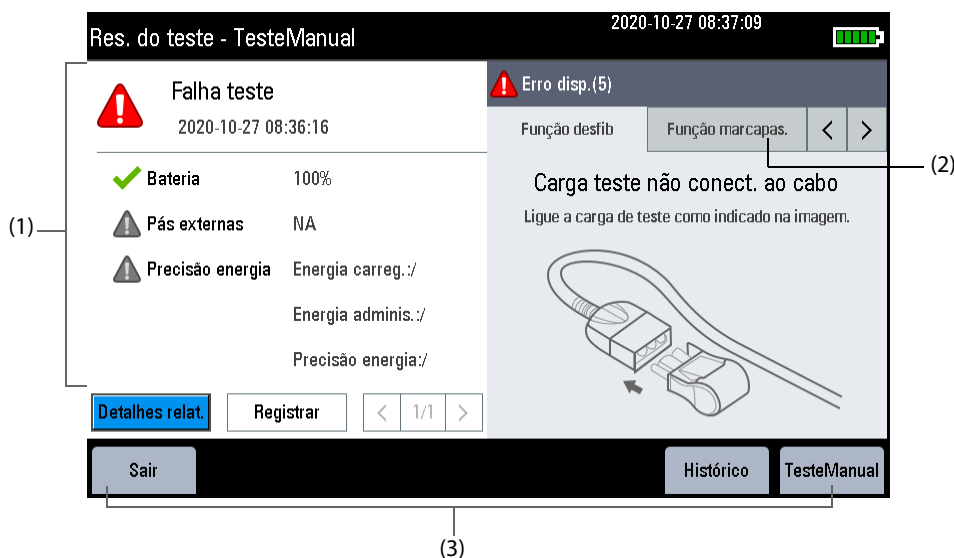 Res. do teste - TesteManual
2020-10-27 08:37:09
(1)
Falha teste
2020-10-27 08:36:16
Bateria 100%
Pás externas NA
Precisão energia Energia carreg.:/
Energia adminis.:/
Precisão energia:/
Detalhes relat. Registrar < 1/1 >
Erro disp.(5)
Função desfib Função marcapas. < >
(2)
Carga teste não conect. ao cabo
Ligue a carga de teste como indicado na imagem.
Sair Histórico TesteManual
(3)